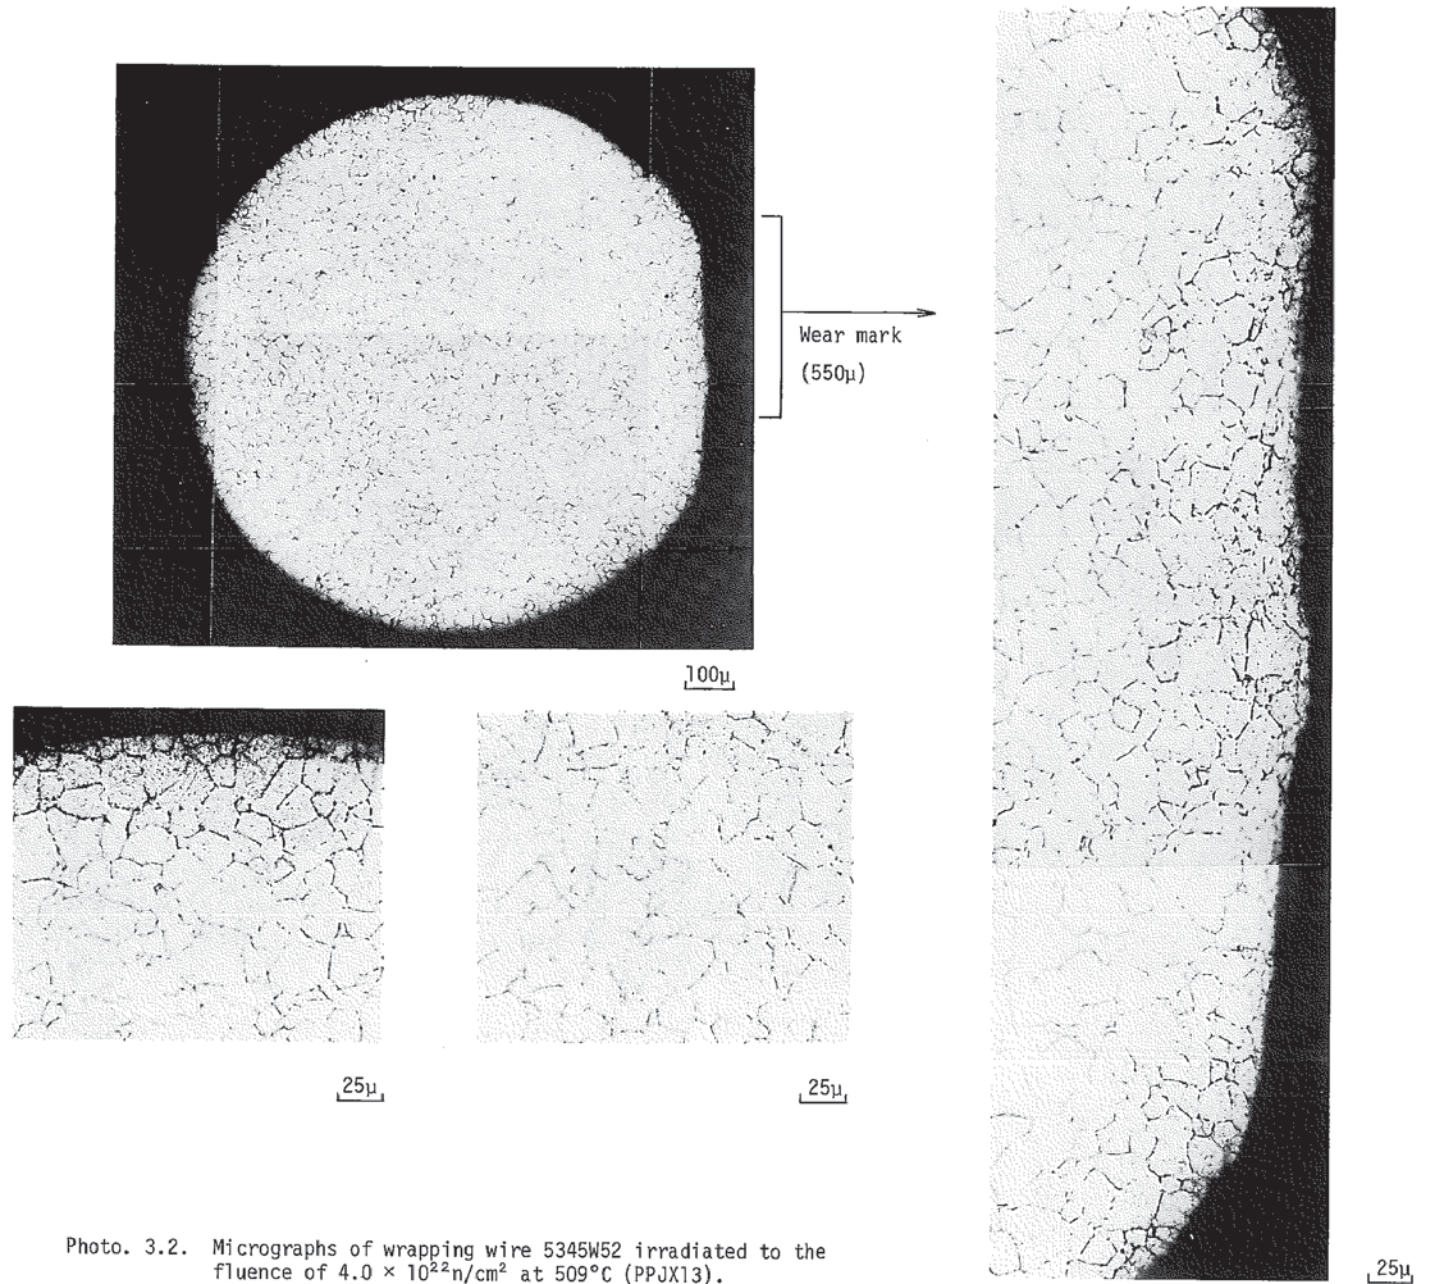 Wear mark
(550μ)
100μ
25μ
25μ
25μ
Photo. 3.2. Micrographs of wrapping wire 5345W52 irradiated to the
fluence of 4.0 × 10²²n/cm² at 509°C (PPJX13).